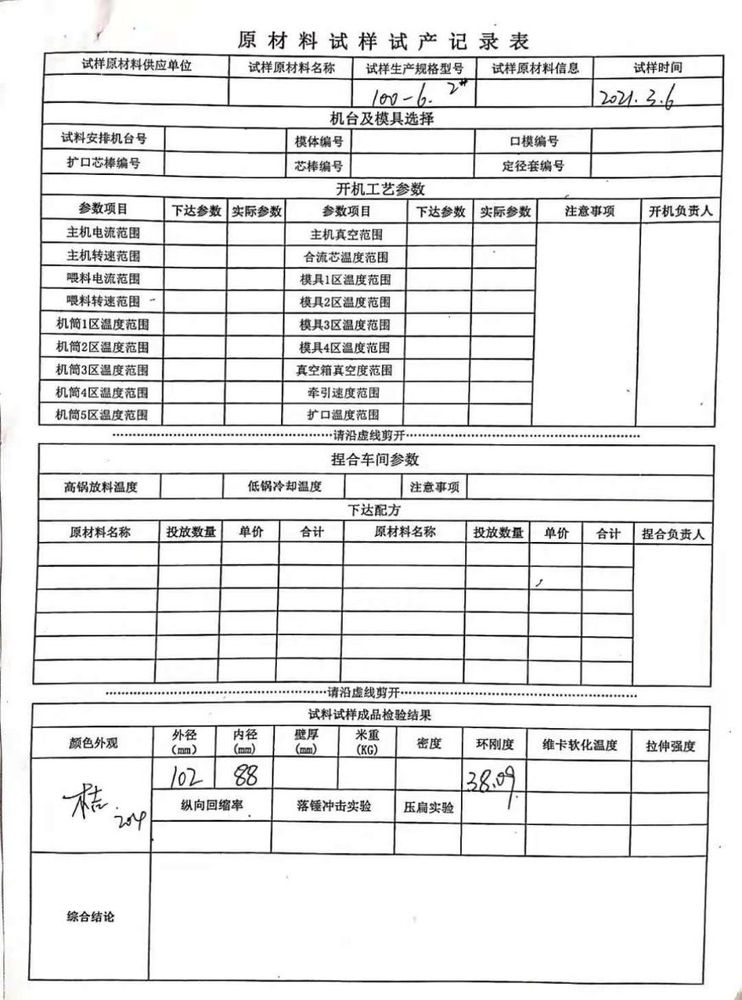 原材料试样试产记录表
试样原材料供应单位 试样原材料名称 试样生产规格型号 试样原材料信息 试样时间
100-6. 2# 2021.3.6
机台及模具选择
试料安排机台号 模体编号 口模编号
扩口芯棒编号 芯棒编号 定径套编号
开机工艺参数
参数项目 下达参数 实际参数 参数项目 下达参数 实际参数 注意事项 开机负责人
主机电流范围 主机真空范围
主机转速范围 合流芯温度范围
喂料电流范围 模具1区温度范围
喂料转速范围 模具2区温度范围
机筒1区温度范围 模具3区温度范围
机筒2区温度范围 模具4区温度范围
机筒3区温度范围 真空箱真空度范围
机筒4区温度范围 牵引速度范围
机筒5区温度范围 扩口温度范围
请沿虚线剪开
捏合车间参数
高锅放料温度 低锅冷却温度 注意事项
下达配方
原材料名称 投放数量 单价 合计 原材料名称 投放数量 单价 合计 捏合负责人
请沿虚线剪开
试料试样成品检验结果
颜色外观 外径(mm) 内径(mm) 壁厚(mm) 米重(KG) 密度 环刚度 维卡软化温度 拉伸强度
102 88 38.09
桔.204
纵向回缩率 落锤冲击实验 压扁实验
综合结论